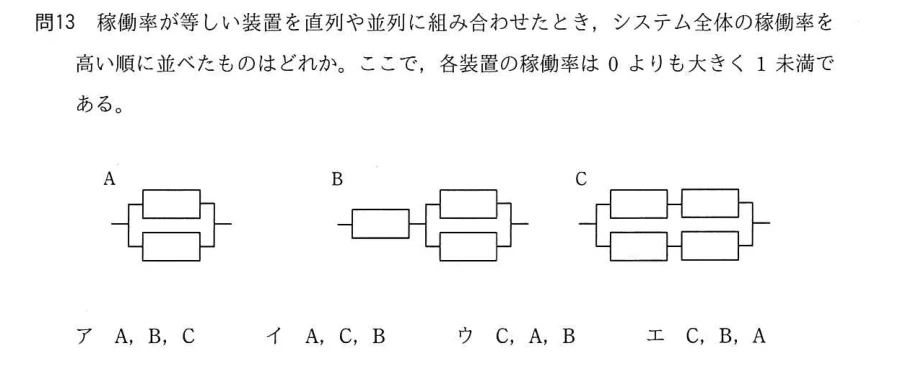 問13 稼働率が等しい装置を直列や並列に組み合わせたとき，システム全体の稼働率を
高い順に並べたものはどれか。ここで，各装置の稼働率は 0 よりも大きく 1 未満で
ある。
A B C
ア A，B，C イ A，C，B ウ C，A，B エ C，B，A